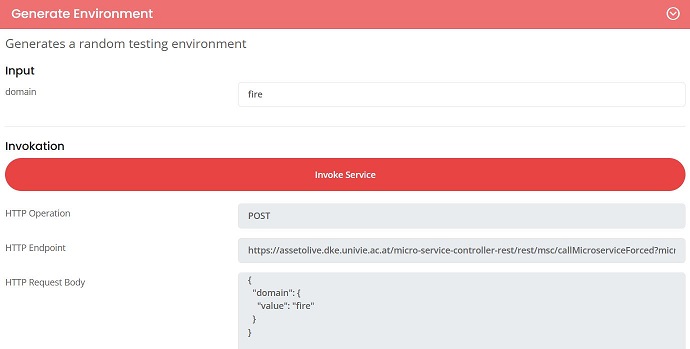 Generate Environment
Generates a random testing environment
Input
domain
fire
Invokation
Invoke Service
HTTP Operation
POST
HTTP Endpoint
https://assetolive.dke.univie.ac.at/micro-service-controller-rest/rest/msc/callMicroserviceForced?micr
HTTP Request Body
{
"domain": {
"value": "fire"
}
}